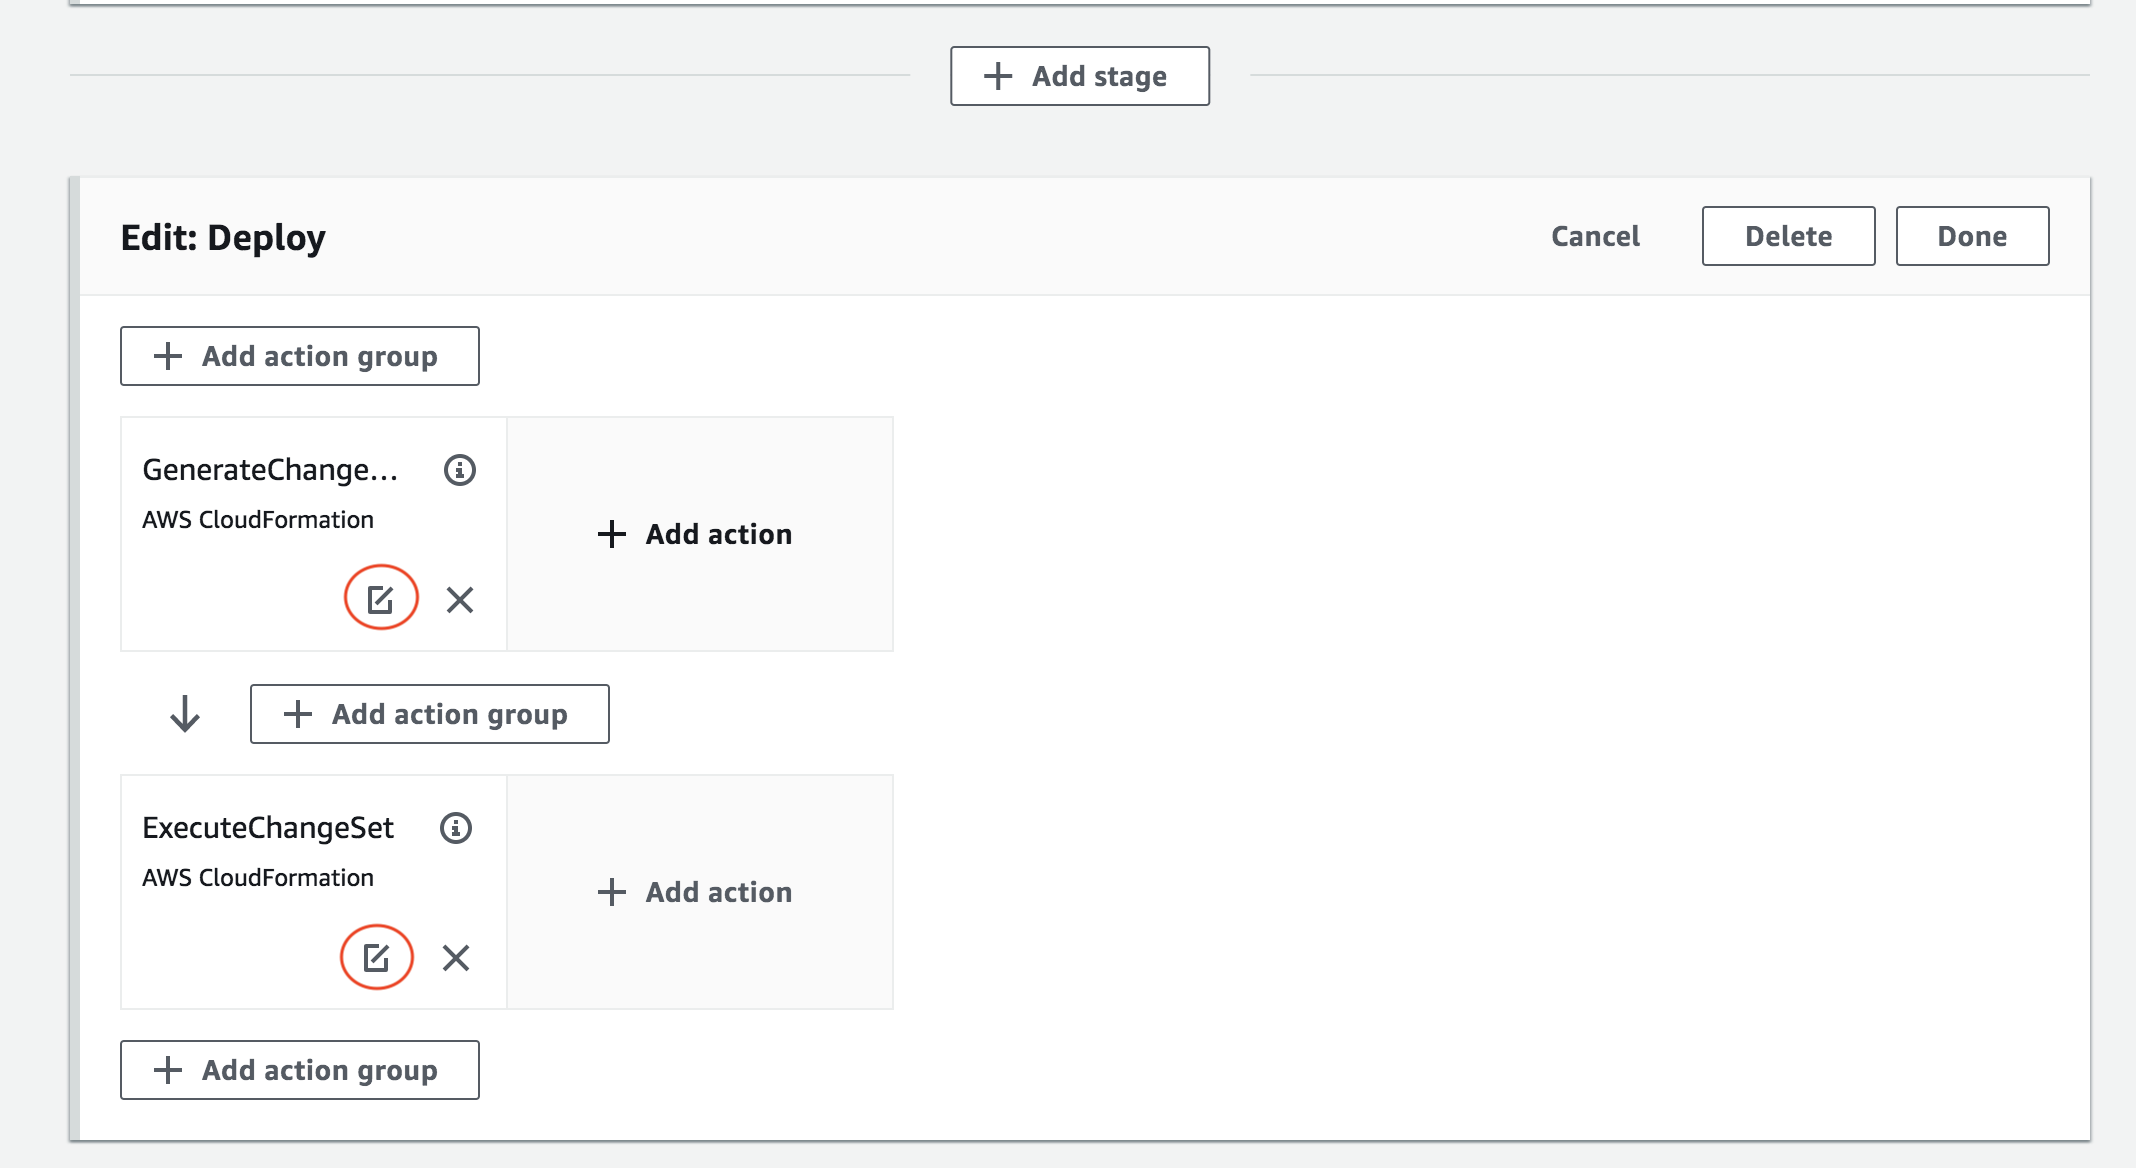 Add stage
Edit: Deploy
Cancel
Delete
Done
Add action group
GenerateChange...
AWS CloudFormation
Add action
Add action group
ExecuteChangeSet
AWS CloudFormation
Add action
Add action group